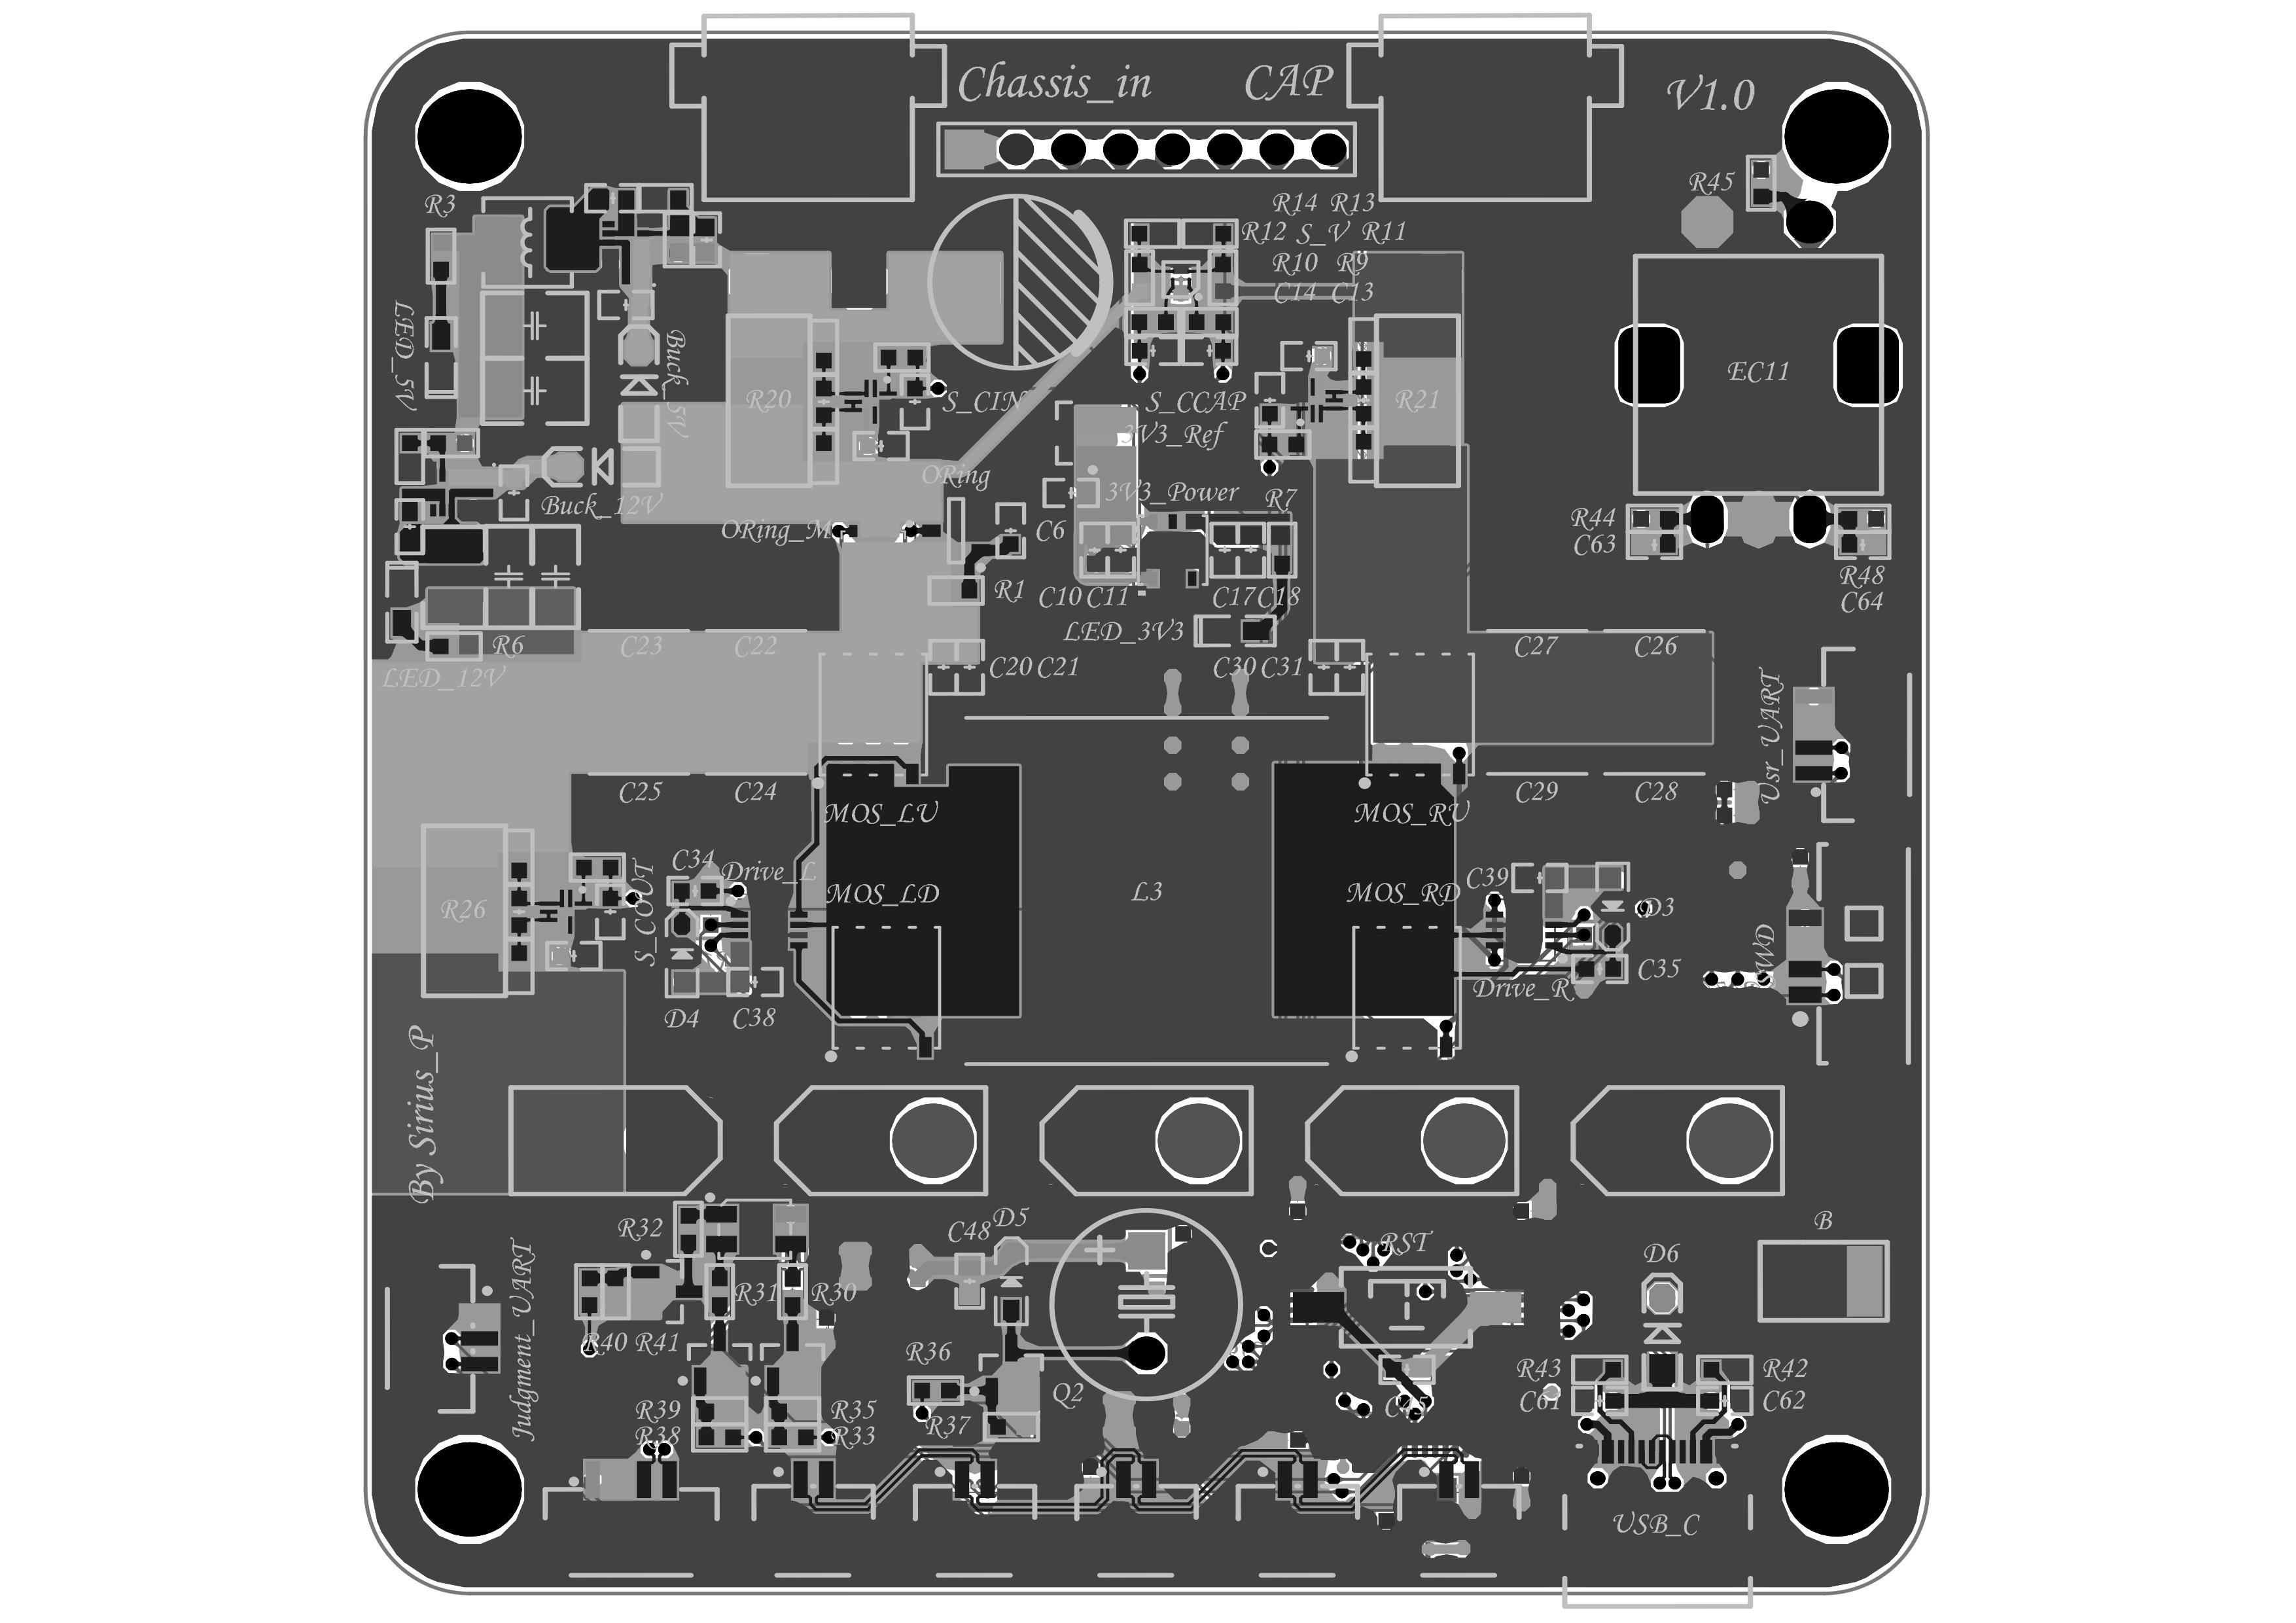 Chassis_in CAP V1.0
R3
R14 R13
R12 S_V R11
R10 R9
C14 C13
R45
LED_5V
Buck_5V
R20
S_CIN
S_CCAP
3V3_Ref
R21
EC11
ORing
Buck_12V
ORing_M
C6
3V3_Power
R7
R44
C63
R48
C64
R1
C10 C11
C17 C18
LED_3V3
R6
LED_12V
C23 C22
C20 C21
C30 C31
C27 C26
Usr_UART
C25 C24
MOS_LU
MOS_RU
C29 C28
C34
Drive_L
MOS_LD
L3
MOS_RD
C39
D3
R26
S_COUT
SWD
C35
Drive_R
D4 C38
By Sirius_P
R32
C48 D5
RST
D6
B
Judgment_UART
R31 R30
R40 R41
R36
Q2
R43 R42
C61 C62
C45
R39 R35
R38 R33
R37
USB_C